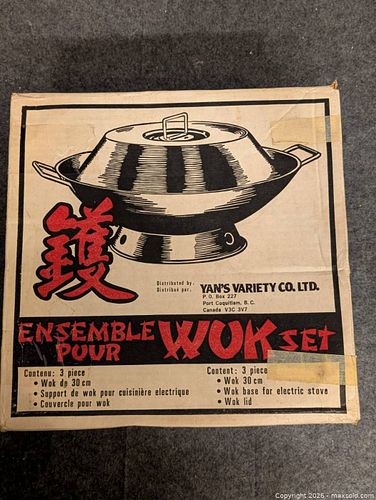 鑊
Distributed by.
Distribué par.
YAN'S VARIETY CO. LTD.
P. O. Box 227
Port Coquitlam, B. C.
Canada V3C 3V7
ENSEMBLE POUR
WOK SET
Contenu: 3 piece
• Wok de 30 cm
• Support de wok pour cuisinière electrique
• Couvercle pour wok
Content: 3 piece
• Wok 30 cm
• Wok base for electric stove
• Wok lid
Copyright 2026 - maxsold.com